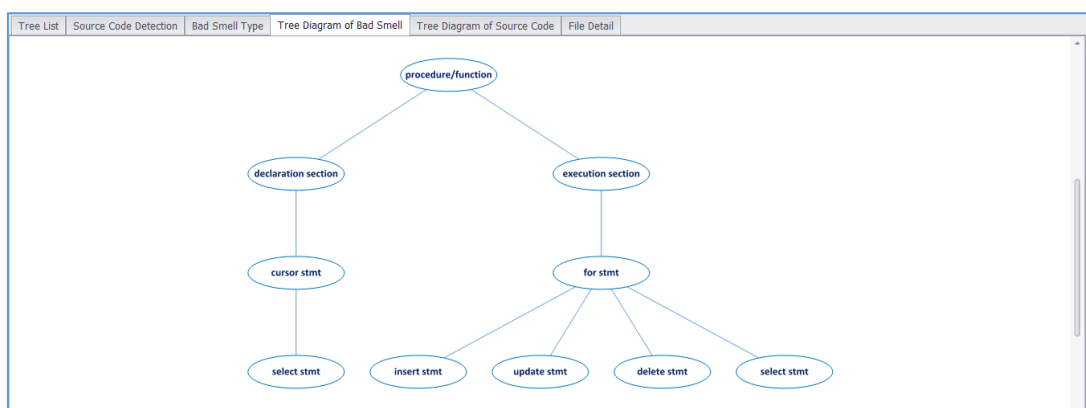 Tree List Source Code Detection Bad Smell Type Tree Diagram of Bad Smell Tree Diagram of Source Code File Detail
procedure/function
declaration section execution section
cursor stmt for stmt
select stmt insert stmt update stmt delete stmt select stmt